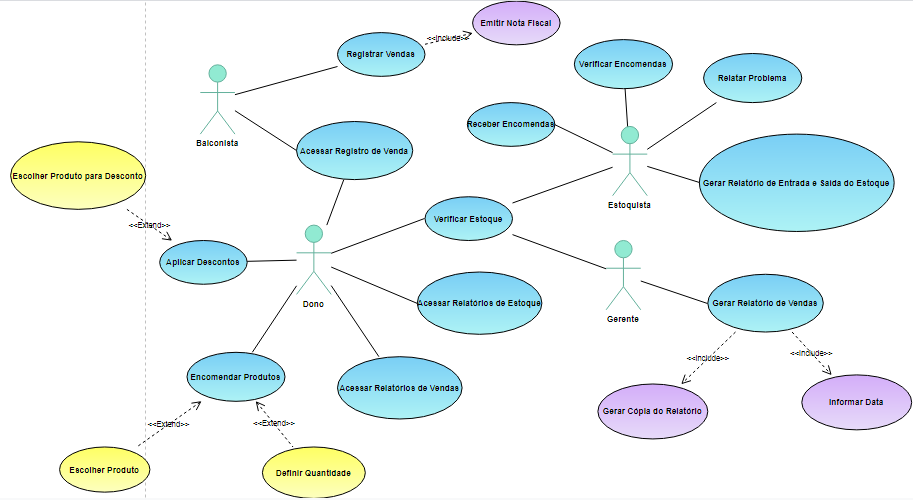 Emitir Nota Fiscal
Registrar Vendas
<<Include>>
Verificar Encomendas
Relatar Problema
Receber Encomendas
Balconista
Acessar Registro de Venda
Escolher Produto para Desconto
Gerar Relatório de Entrada e Saída do Estoque
Estoquista
Verificar Estoque
<<Extend>>
Aplicar Descontos
Dono
Acessar Relatórios de Estoque
Gerente
Gerar Relatório de Vendas
<<Include>>
<<Include>>
Encomendar Produtos
Acessar Relatórios de Vendas
Gerar Cópia do Relatório
Informar Data
<<Extend>>
<<Extend>>
Escolher Produto
Definir Quantidade